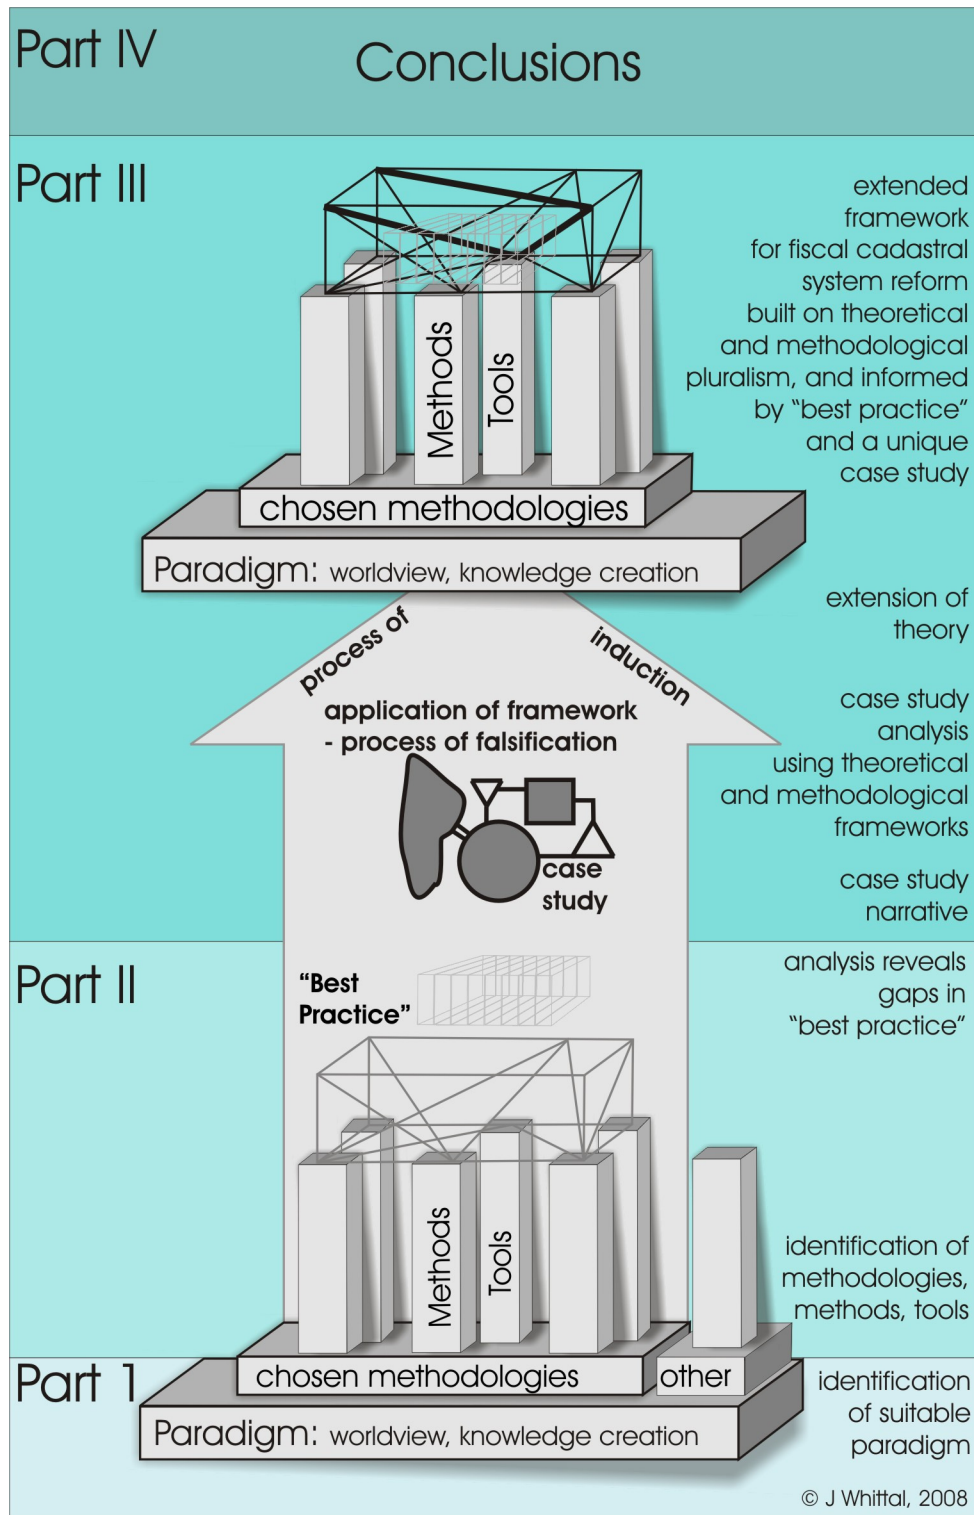 Part IV
Conclusions
Part III
extended
framework
for fiscal cadastral
system reform
built on theoretical
and methodological
pluralism, and informed
by “best practice”
and a unique
case study
Methods
Tools
chosen methodologies
Paradigm: worldview, knowledge creation
extension of
theory
process of
induction
application of framework
- process of falsification
case study
analysis
using theoretical
and methodological
frameworks
case
study
case study
narrative
Part II
analysis reveals
gaps in
“best practice”
“Best
Practice”
Methods
Tools
identification of
methodologies,
methods, tools
Part 1
chosen methodologies
other
Paradigm: worldview, knowledge creation
identification
of suitable
paradigm
© J Whittal, 2008